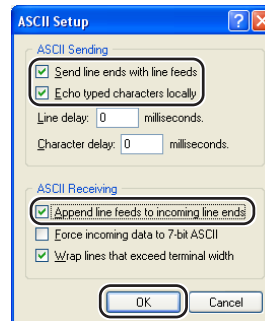 ASCII Setup
ASCII Sending
Send line ends with line feeds
Echo typed characters locally
Line delay: 0 milliseconds.
Character delay: 0 milliseconds.
ASCII Receiving
Append line feeds to incoming line ends
Force incoming data to 7-bit ASCII
Wrap lines that exceed terminal width
OK Cancel